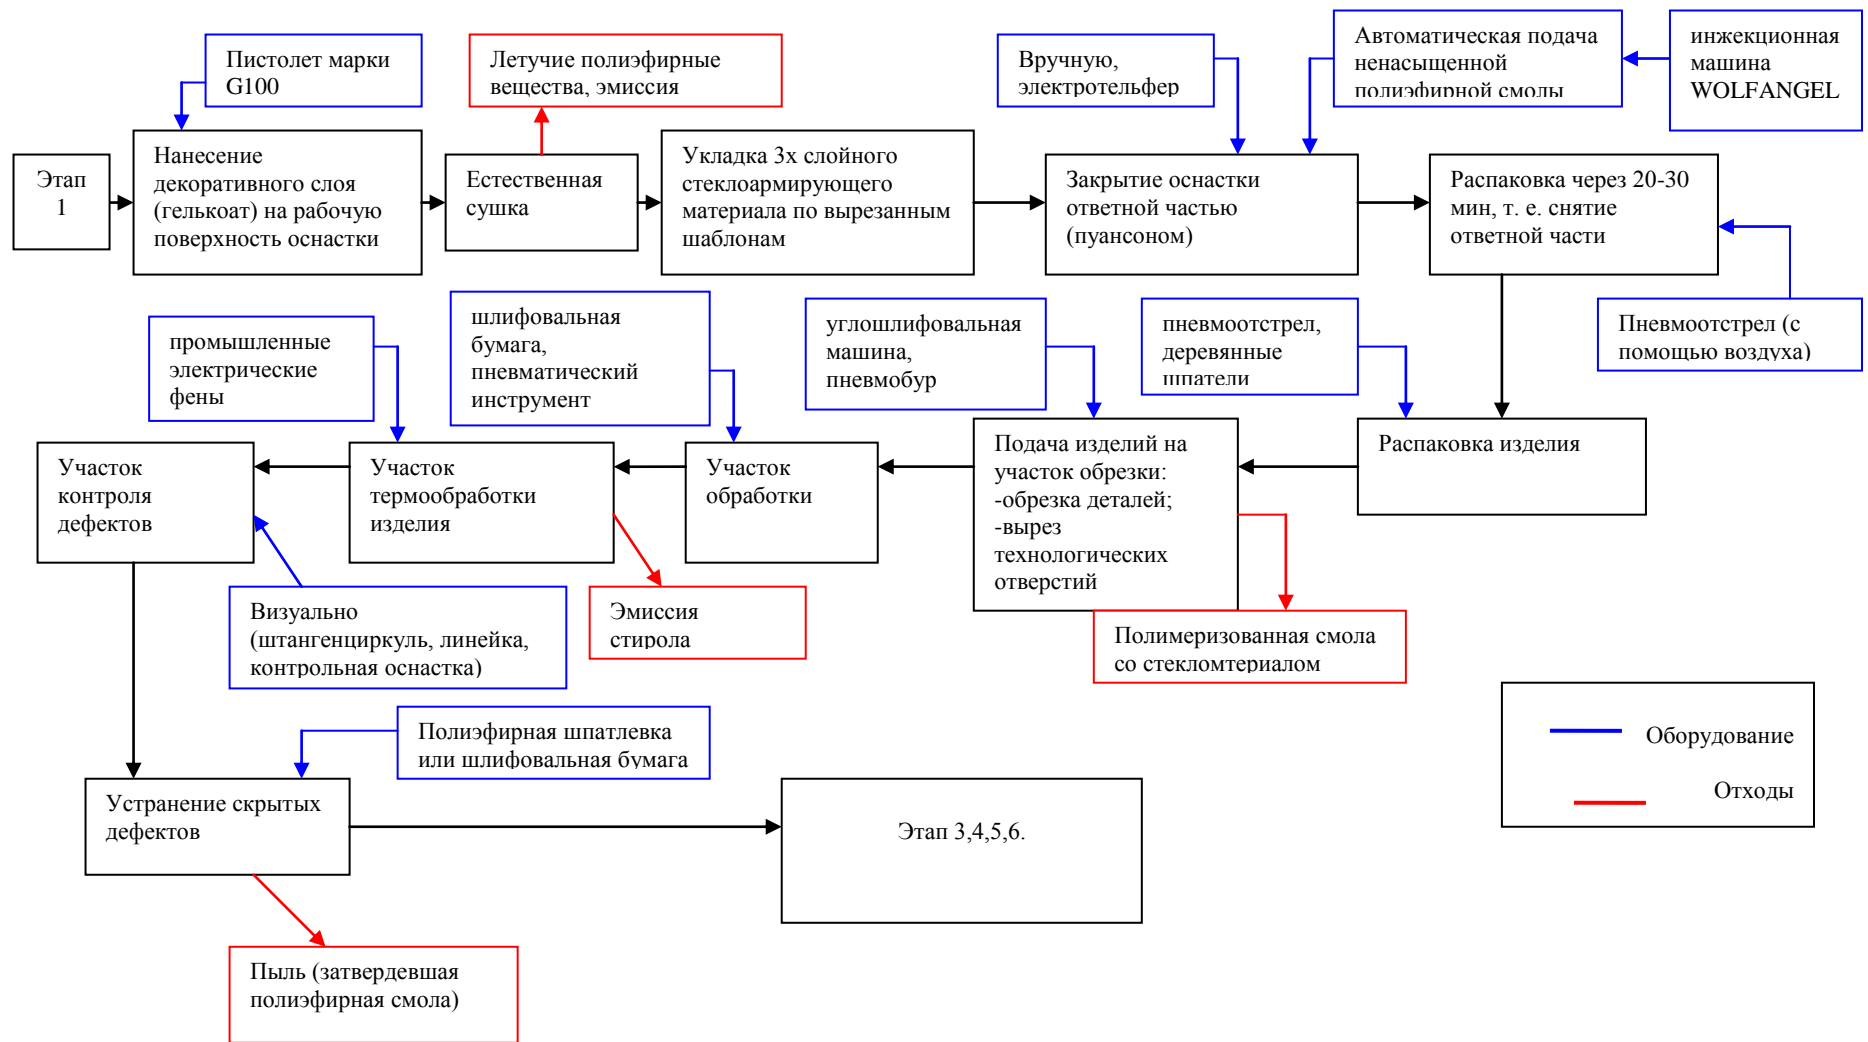 Пистолет марки
G100
Летучие полиэфирные
вещества, эмиссия
Вручную,
электротельфер
Автоматическая подача
ненасыщенной
полиэфирной смолы
инжекционная
машина
WOLFANGEL
Этап
1
Нанесение
декоративного слоя
(гелькоат) на рабочую
поверхность оснастки
Естественная
сушка
Укладка 3х слойного
стеклоармирующего
материала по вырезанным
шаблонам
Закрытие оснастки
ответной частью
(пуансоном)
Распаковка через 20-30
мин, т. е. снятие
ответной части
промышленные
электрические
фены
шлифовальная
бумага,
пневматический
инструмент
углошлифовальная
машина,
пневмобур
пневмоотстрел,
деревянные
шпатели
Пневмоотстрел (с
помощью воздуха)
Участок
контроля
дефектов
Участок
термообработки
изделия
Участок
обработки
Подача изделий на
участок обрезки:
-обрезка деталей;
-вырез
технологических
отверстий
Распаковка изделия
Визуально
(штангенциркуль, линейка,
контрольная оснастка)
Эмиссия
стирола
Полимеризованная смола
со стекломтериалом
Полиэфирная шпатлевка
или шлифовальная бумага
Оборудование
Отходы
Устранение скрытых
дефектов
Этап 3,4,5,6.
Пыль (затвердевшая
полиэфирная смола)